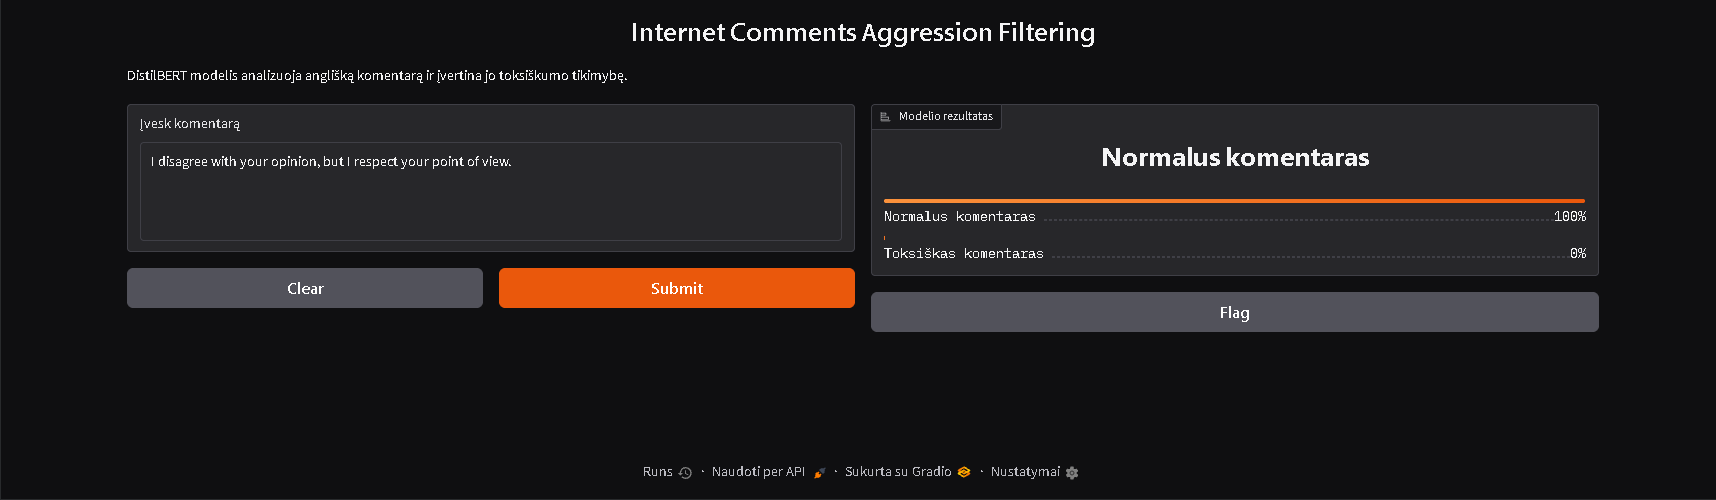 Internet Comments Aggression Filtering
DistilBERT modelis analizuoja anglišką komentarą ir įvertina jo toksiškumo tikimybę.
Įvesk komentarą
I disagree with your opinion, but I respect your point of view.
Clear
Submit
Modelio rezultatas
Normalus komentaras
Normalus komentaras 100%
Toksiškas komentaras 0%
Flag
Runs · Naudoti per API · Sukurta su Gradio · Nustatymai